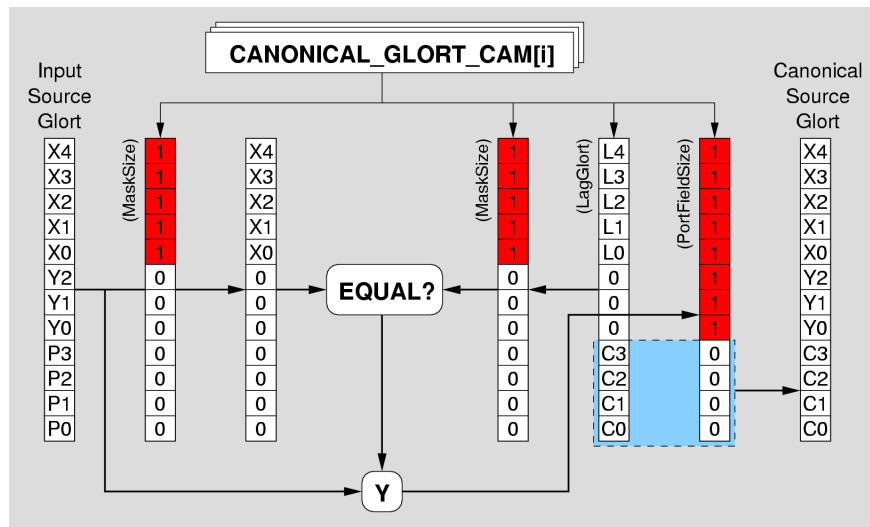 CANONICAL_GLORT_CAM[i]
Input
Source
Glort
Canonical
Source
Glort
(MaskSize)
(MaskSize)
(LagGlort)
(PortFieldSize)
X4 1 X4 1 L4 1 X4
X3 1 X3 1 L3 1 X3
X2 1 X2 1 L2 1 X2
X1 1 X1 1 L1 1 X1
X0 1 X0 1 L0 1 X0
Y2 0 0 0 0 1 Y2
Y1 0 0 EQUAL? 0 0 1 Y1
Y0 0 0 0 0 1 Y0
P3 0 0 0 C3 0 C3
P2 0 0 0 C2 0 C2
P1 0 0 0 C1 0 C1
P0 0 0 0 C0 0 C0
Y